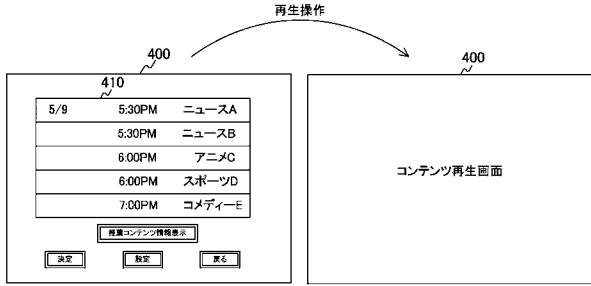 再生操作
400
400
410
5/9 5:30PM ニュースA
5:30PM ニュースB
6:00PM アニメC
6:00PM スポーツD
7:00PM コメディーE
推薦コンテンツ情報表示
決定 設定 戻る
コンテンツ再生画面